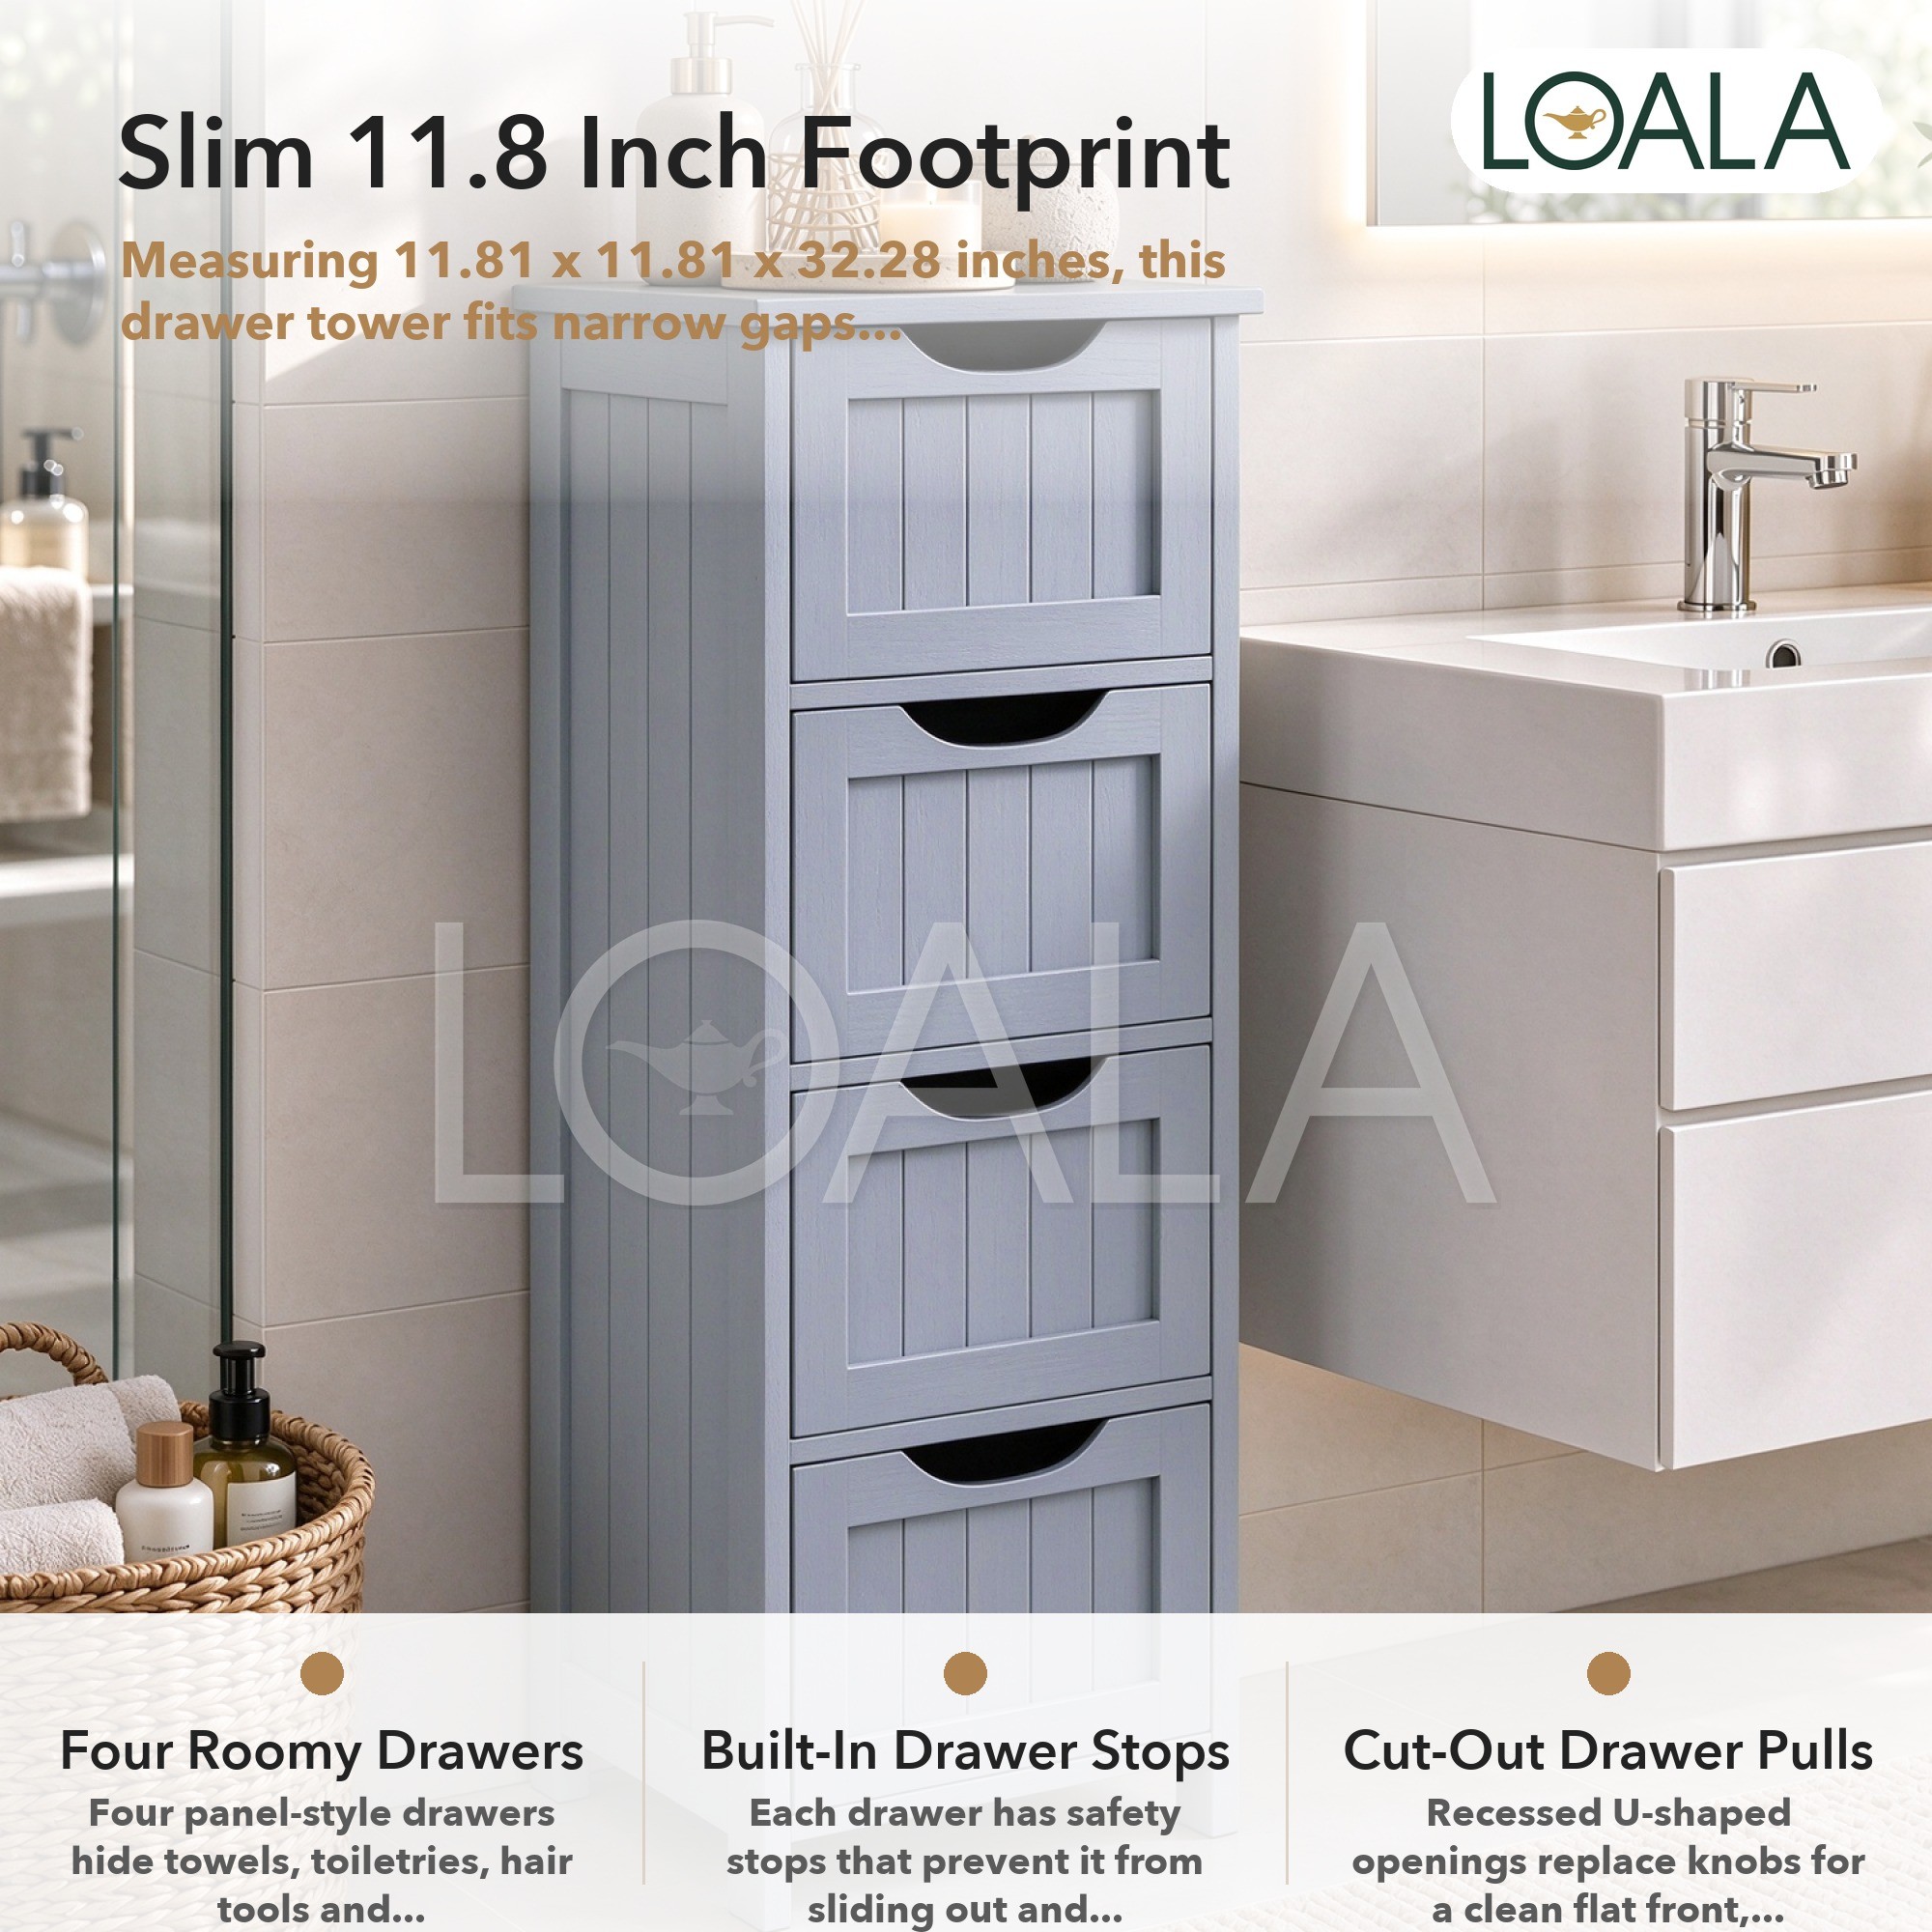 LOALA
Slim 11.8 Inch Footprint
Measuring 11.81 x 11.81 x 32.28 inches, this
drawer tower fits narrow gaps...
LOALA
Four Roomy Drawers
Four panel-style drawers
hide towels, toiletries, hair
tools and...
Built-In Drawer Stops
Each drawer has safety
stops that prevent it from
sliding out and...
Cut-Out Drawer Pulls
Recessed U-shaped
openings replace knobs for
a clean flat front,...